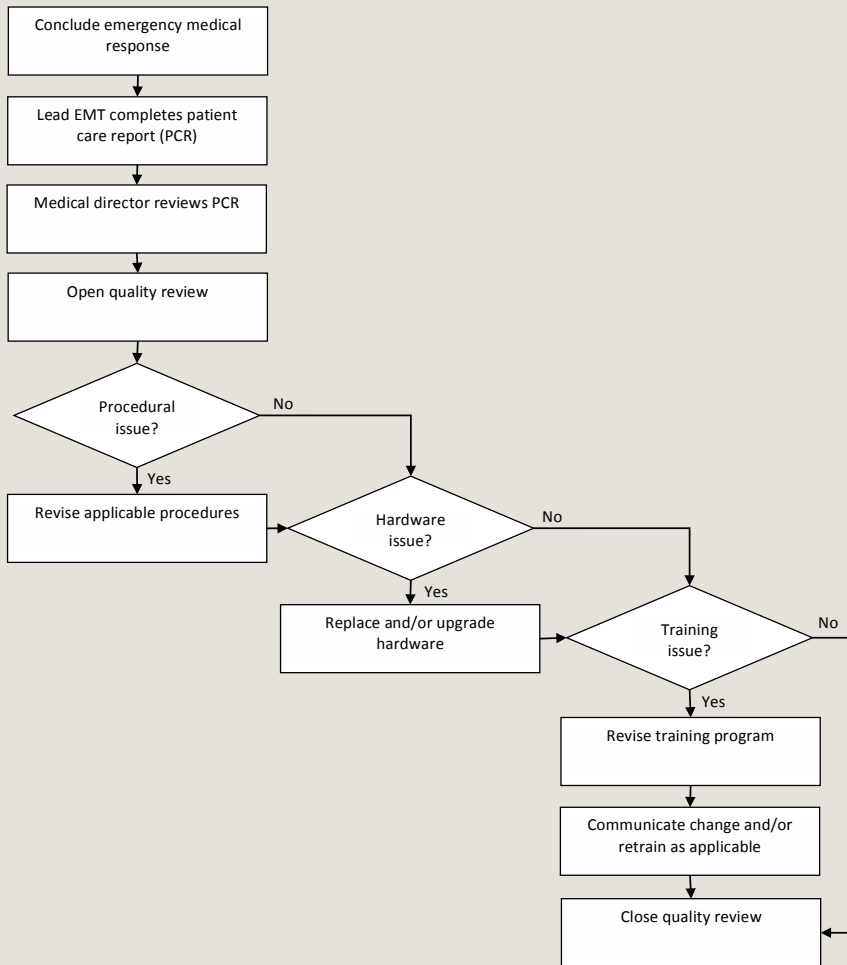 Conclude emergency medical
response
Lead EMT completes patient
care report (PCR)
Medical director reviews PCR
Open quality review
Procedural
issue?
No
Yes
Revise applicable procedures
Hardware
issue?
No
Yes
Replace and/or upgrade
hardware
Training
issue?
No
Yes
Revise training program
Communicate change and/or
retrain as applicable
Close quality review